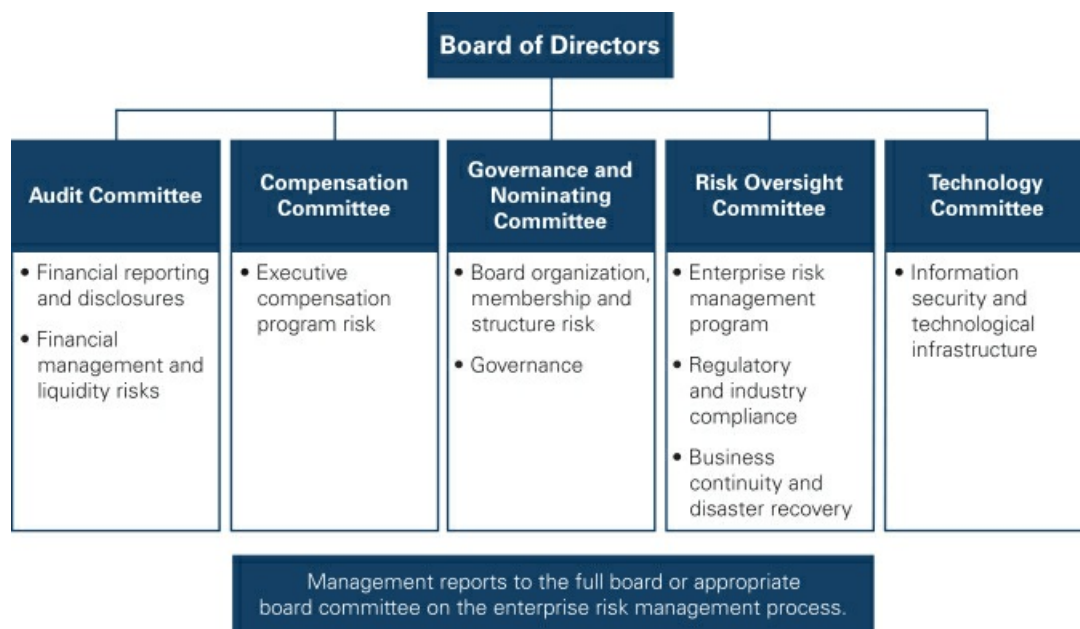 Board of Directors
Audit Committee
Compensation
Committee
Governance and
Nominating
Committee
Risk Oversight
Committee
Technology
Committee
• Financial reporting
and disclosures
• Financial
management and
liquidity risks
• Executive
compensation
program risk
• Board organization,
membership and
structure risk
• Governance
• Enterprise risk
management
program
• Regulatory
and industry
compliance
• Business
continuity and
disaster recovery
• Information
security and
technological
infrastructure
Management reports to the full board or appropriate
board committee on the enterprise risk management process.